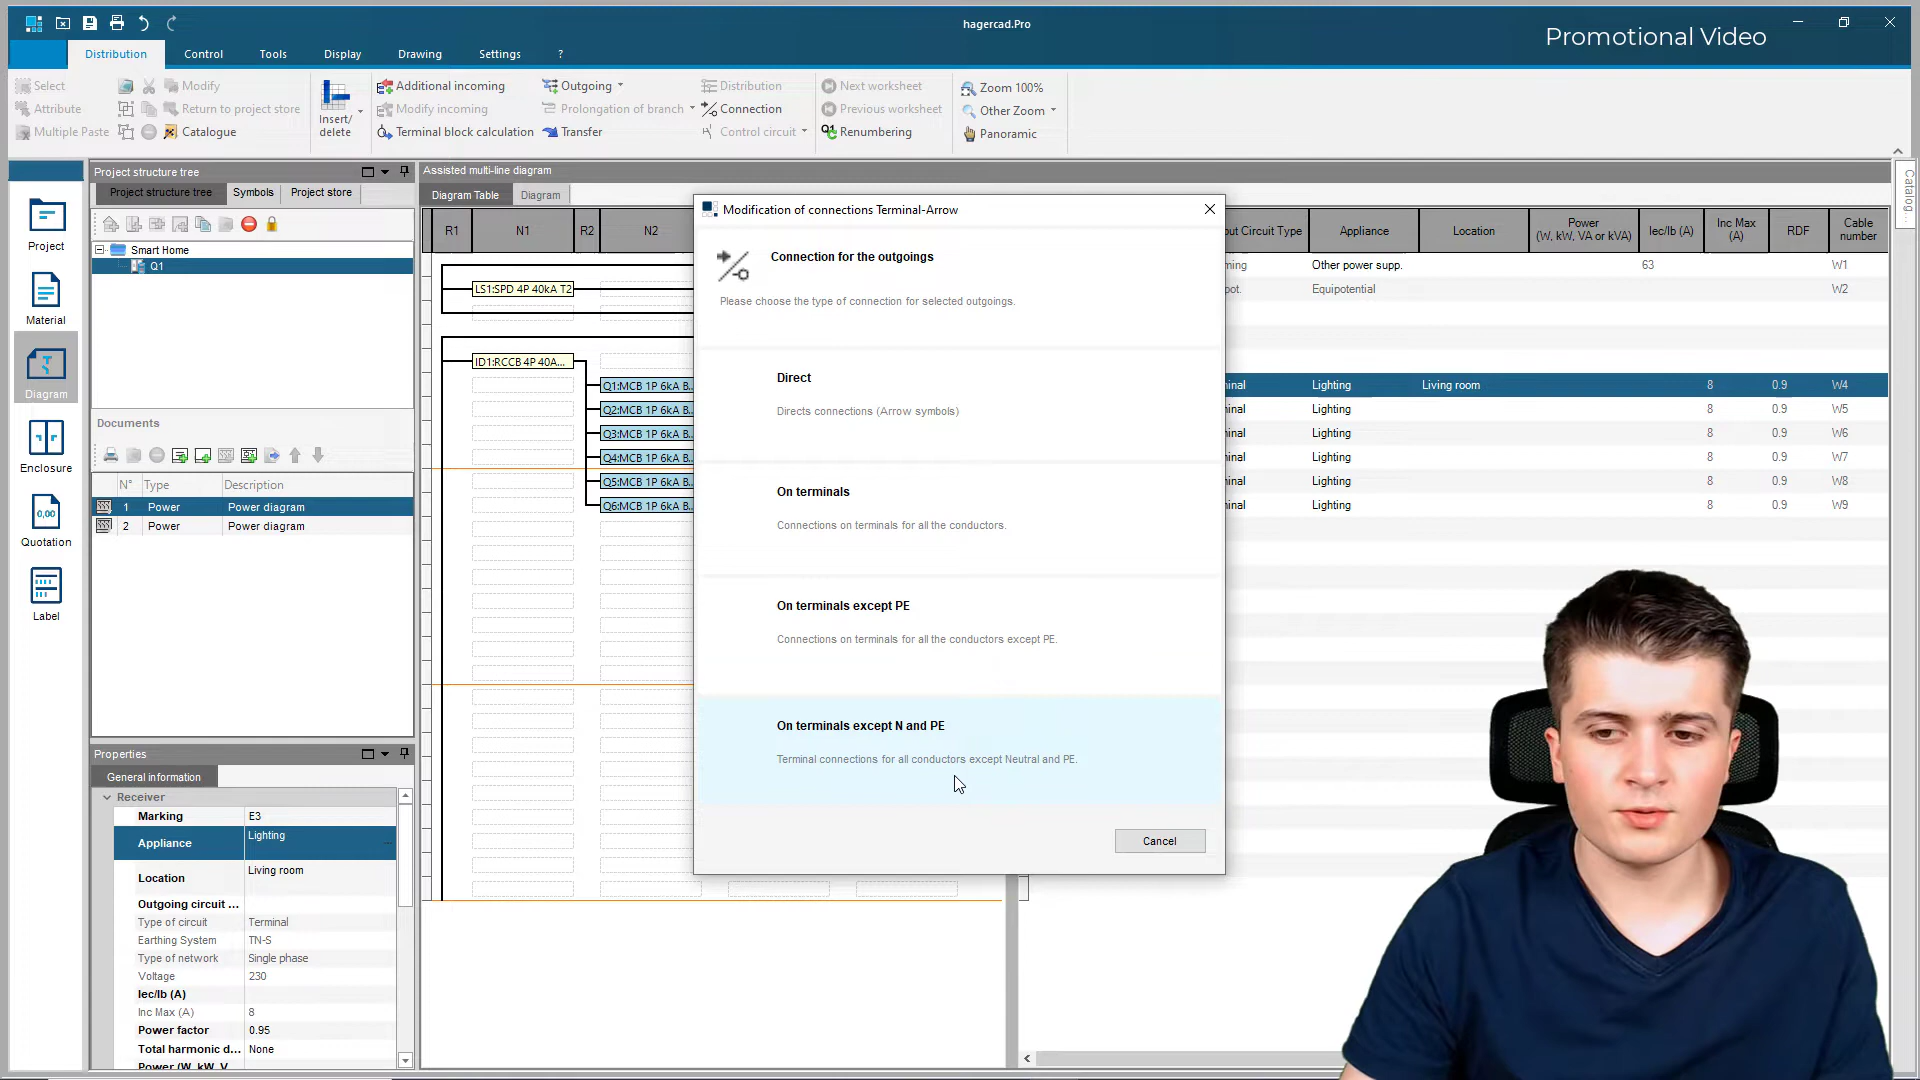 hagercad.Pro
Promotional Video
Distribution
Control
Tools
Display
Drawing
Settings
?
Select
Modify
Attribute
Return to project store
Multiple Paste
Catalogue
Insert/
delete
Additional incoming
Modify incoming
Terminal block calculation
Outgoing
Prolongation of branch
Transfer
Distribution
Connection
Control circuit
Next worksheet
Previous worksheet
Renumbering
Zoom 100%
Other Zoom
Panoramic
Project
Material
Diagram
Enclosure
Quotation
Label
Project structure tree
Project structure tree
Symbols
Project store
Smart Home
Q1
Documents
N° Type Description
1 Power Power diagram
2 Power Power diagram
Properties
General information
Receiver
Marking E3
Appliance Lighting
Location Living room
Outgoing circuit ...
Type of circuit Terminal
Earthing System TN-S
Type of network Single phase
Voltage 230
Iec/Ib (A)
Inc Max (A) 8
Power factor 0.95
Total harmonic d... None
Power (W, kW, V
Assisted multi-line diagram
Diagram Table
Diagram
R1 N1 R2 N2
LS1:SPD 4P 40kA T2
ID1:RCCB 4P 40A...
Q1:MCB 1P 6kA B..
Q2:MCB 1P 6kA B..
Q3:MCB 1P 6kA B..
Q4:MCB 1P 6kA B..
Q5:MCB 1P 6kA B..
Q6:MCB 1P 6kA B..
Modification of connections Terminal-Arrow
Connection for the outgoings
Please choose the type of connection for selected outgoings.
Direct
Directs connections (Arrow symbols)
On terminals
Connections on terminals for all the conductors.
On terminals except PE
Connections on terminals for all the conductors except PE.
On terminals except N and PE
Terminal connections for all conductors except Neutral and PE.
Cancel
ut Circuit Type Appliance Location Power (W, kW, VA or kVA) Iec/Ib (A) Inc Max (A) RDF Cable number
ming Other power supp. 63 W1
ot. Equipotential W2
inal Lighting Living room 8 0.9 W4
inal Lighting 8 0.9 W5
inal Lighting 8 0.9 W6
inal Lighting 8 0.9 W7
inal Lighting 8 0.9 W8
inal Lighting 8 0.9 W9
Catalog...